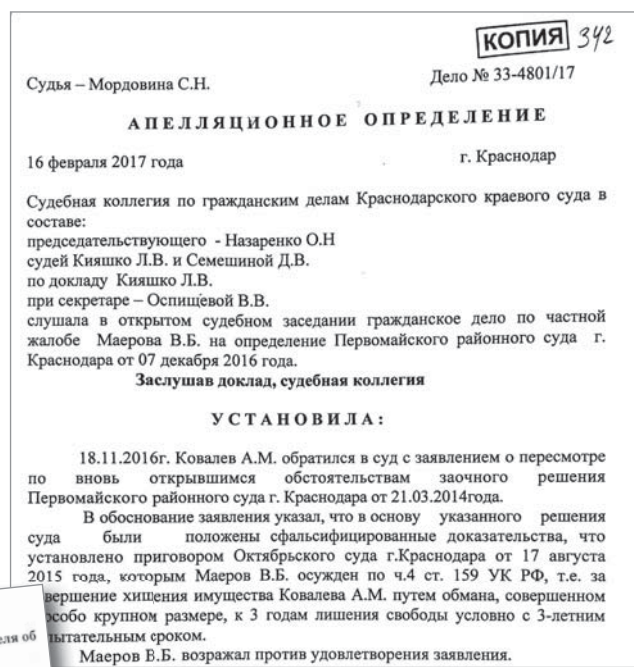 КОПИЯ 342
Судья – Мордовина С.Н.
Дело № 33-4801/17
АПЕЛЛЯЦИОННОЕ ОПРЕДЕЛЕНИЕ
16 февраля 2017 года
г. Краснодар
Судебная коллегия по гражданским делам Краснодарского краевого суда в
составе:
председательствующего - Назаренко О.Н
судей Кияшко Л.В. и Семешиной Д.В.
по докладу Кияшко Л.В.
при секретаре – Оспищевой В.В.
слушала в открытом судебном заседании гражданское дело по частной
жалобе Маерова В.Б. на определение Первомайского районного суда г.
Краснодара от 07 декабря 2016 года.
Заслушав доклад, судебная коллегия
УСТАНОВИЛА:
18.11.2016г. Ковалев А.М. обратился в суд с заявлением о пересмотре
по вновь открывшимся обстоятельствам заочного решения
Первомайского районного суда г. Краснодара от 21.03.2014года.
В обоснование заявления указал, что в основу указанного решения
суда были положены сфальсифицированные доказательства, что
установлено приговором Октябрьского суда г.Краснодара от 17 августа
2015 года, которым Маеров В.Б. осужден по ч.4 ст. 159 УК РФ, т.е. за
вершение хищения имущества Ковалева А.М. путем обмана, совершенном
особо крупном размере, к 3 годам лишения свободы условно с 3-летним
еля об
пытательным сроком.
Маеров В.Б. возражал против удовлетворения заявления.